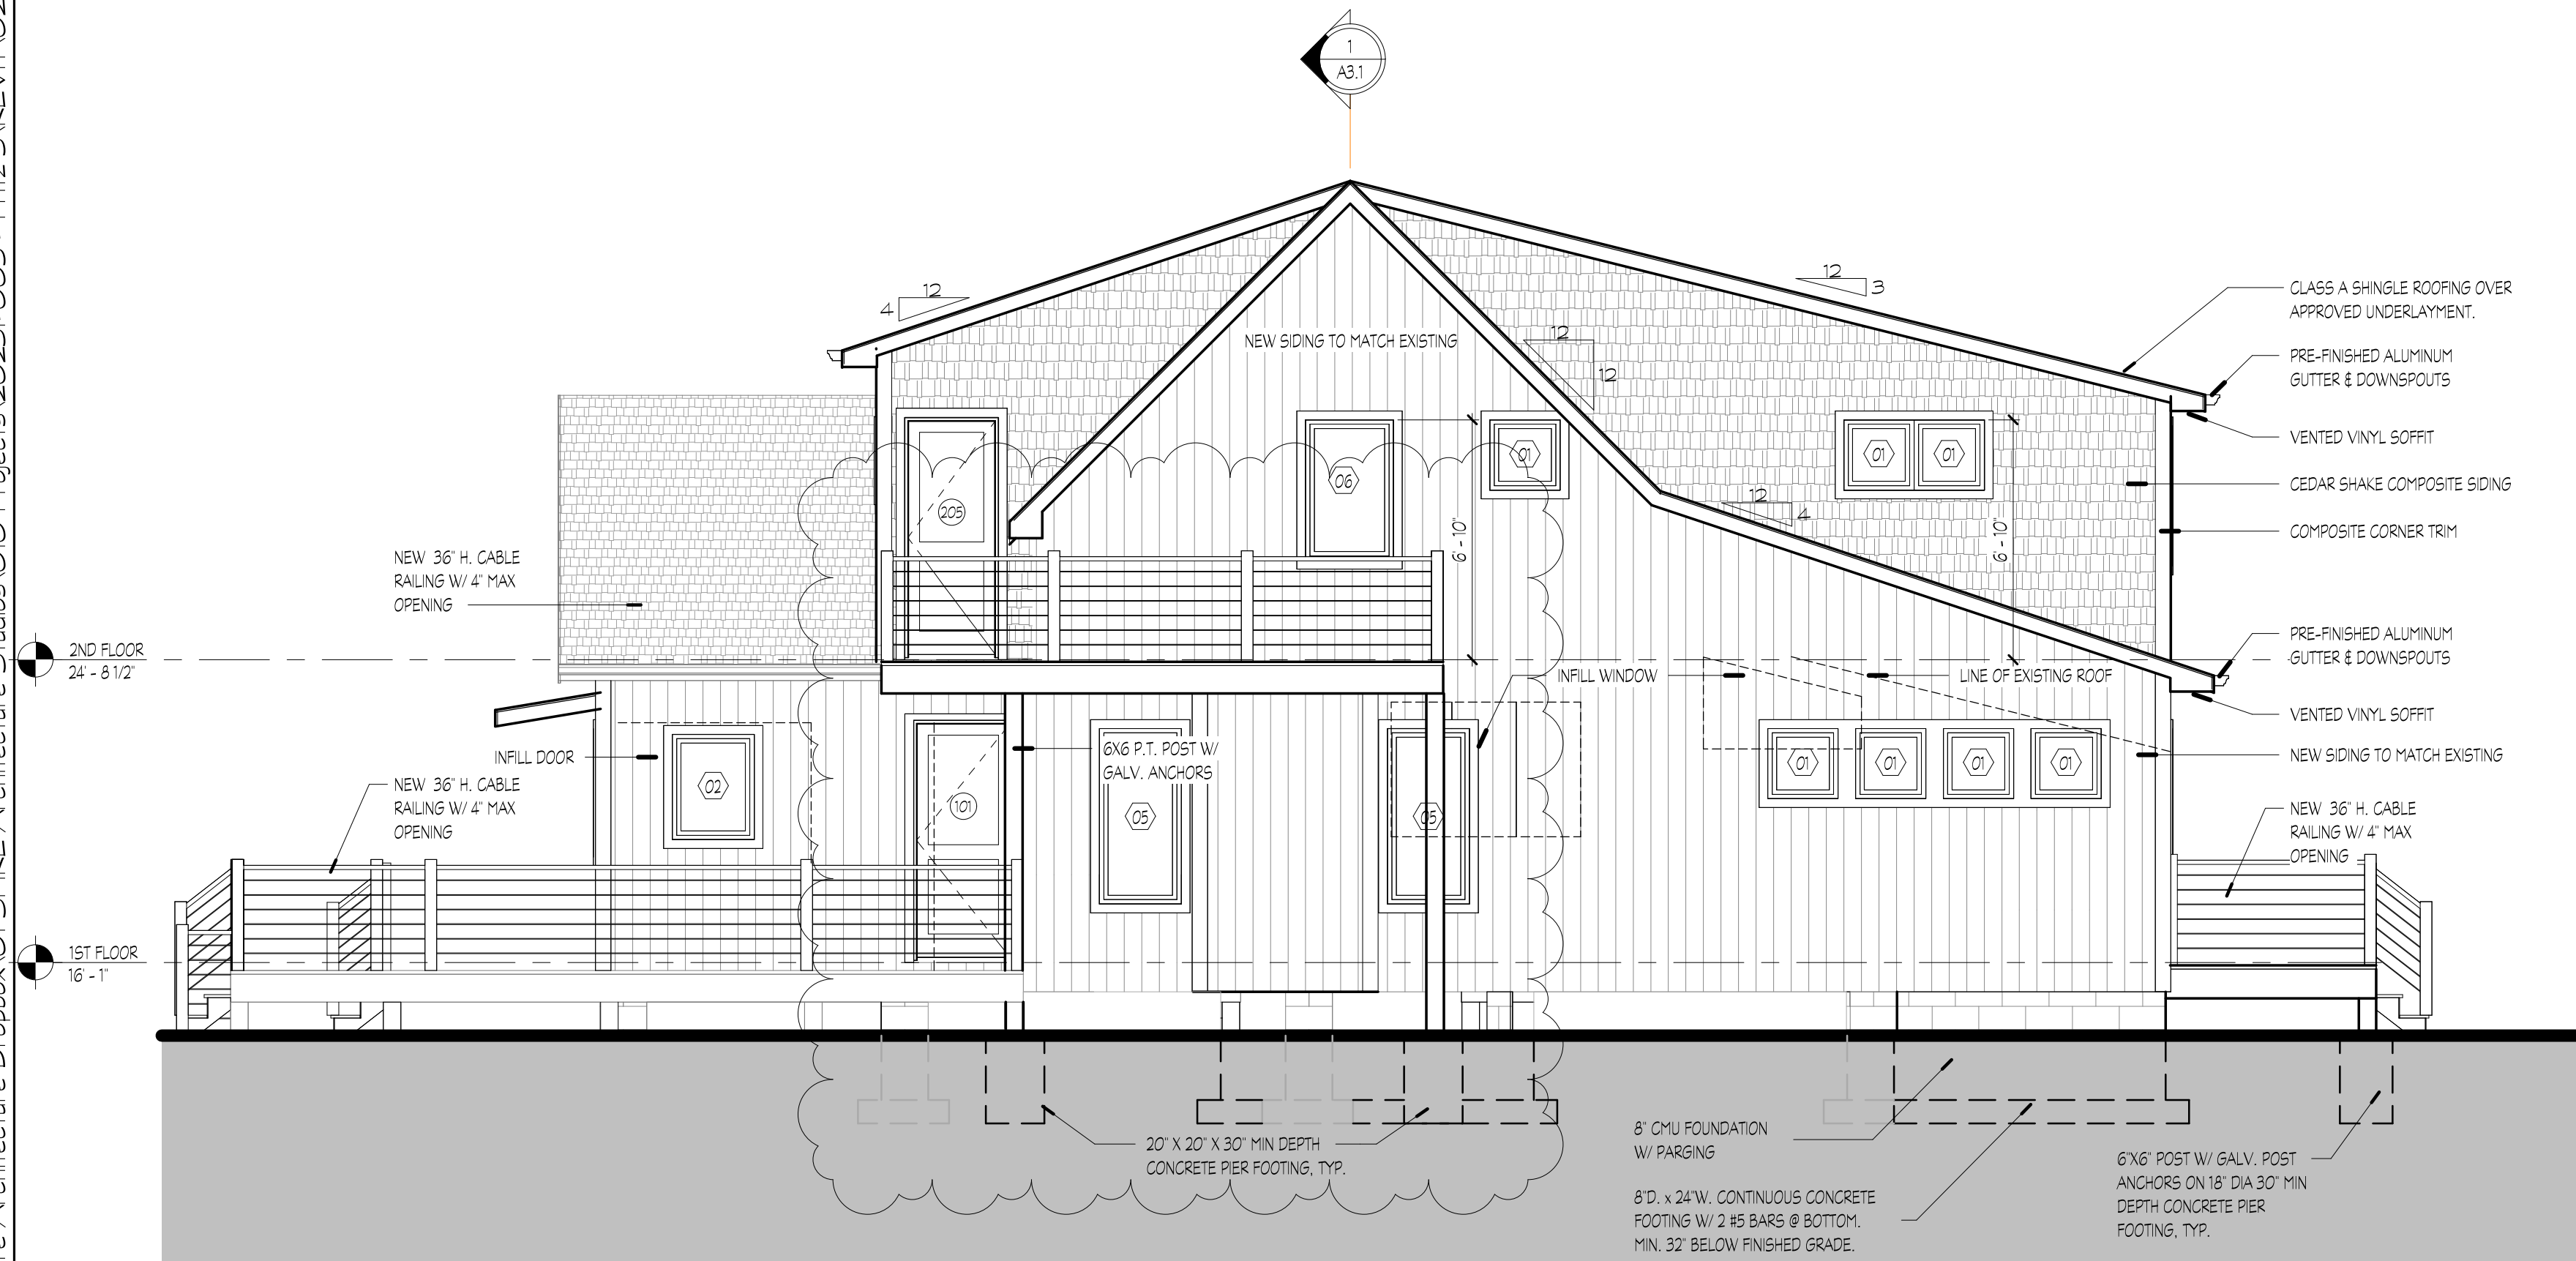 1
A3.1
12
4
12
3
12
12
12
4
NEW SIDING TO MATCH EXISTING
CLASS A SHINGLE ROOFING OVER
APPROVED UNDERLAYMENT.
PRE-FINISHED ALUMINUM
GUTTER & DOWNSPOUTS
VENTED VINYL SOFFIT
CEDAR SHAKE COMPOSITE SIDING
COMPOSITE CORNER TRIM
PRE-FINISHED ALUMINUM
GUTTER & DOWNSPOUTS
VENTED VINYL SOFFIT
NEW SIDING TO MATCH EXISTING
NEW 36" H. CABLE
RAILING W/ 4" MAX
OPENING
01
01
01
06
205
6' - 10"
6' - 10"
NEW 36" H. CABLE
RAILING W/ 4" MAX
OPENING
2ND FLOOR
24' - 8 1/2"
INFILL WINDOW
LINE OF EXISTING ROOF
INFILL DOOR
6X6 P.T. POST W/
GALV. ANCHORS
NEW 36" H. CABLE
RAILING W/ 4" MAX
OPENING
02
101
05
05
01
01
01
01
1ST FLOOR
16' - 1"
20" X 20" X 30" MIN DEPTH
CONCRETE PIER FOOTING, TYP.
8" CMU FOUNDATION
W/ PARGING
8"D. x 24"W. CONTINUOUS CONCRETE
FOOTING W/ 2 #5 BARS @ BOTTOM.
MIN. 32" BELOW FINISHED GRADE.
6"X6" POST W/ GALV. POST
ANCHORS ON 18" DIA 30" MIN
DEPTH CONCRETE PIER
FOOTING, TYP.